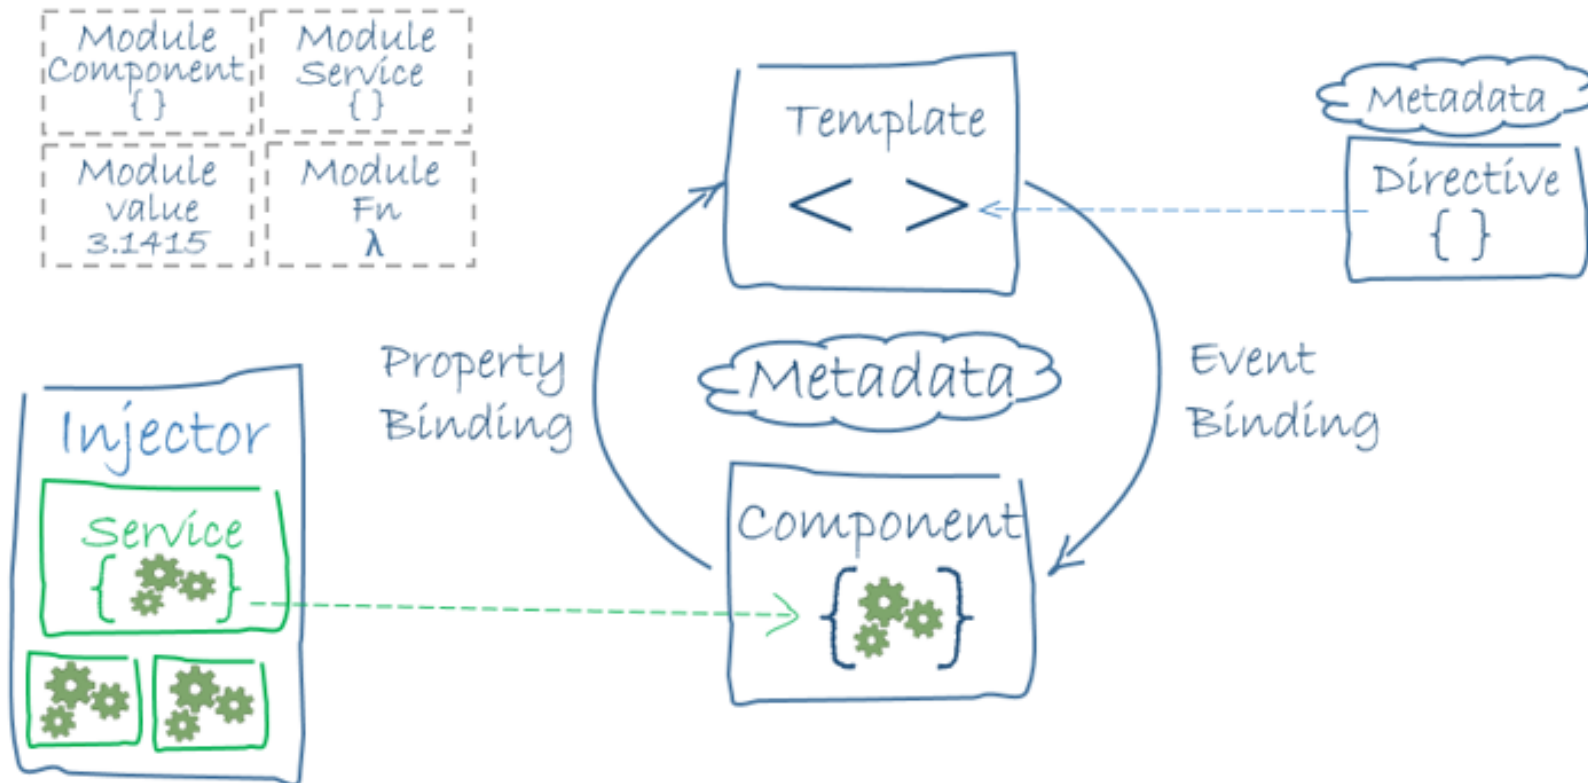 Module
Component
{ }
Module
Service
{ }
Module
value
3.1415
Module
Fn
λ
Template
< >
Metadata
Directive
{ }
Property
Binding
Metadata
Event
Binding
Injector
Service
{ }
Component
{ }